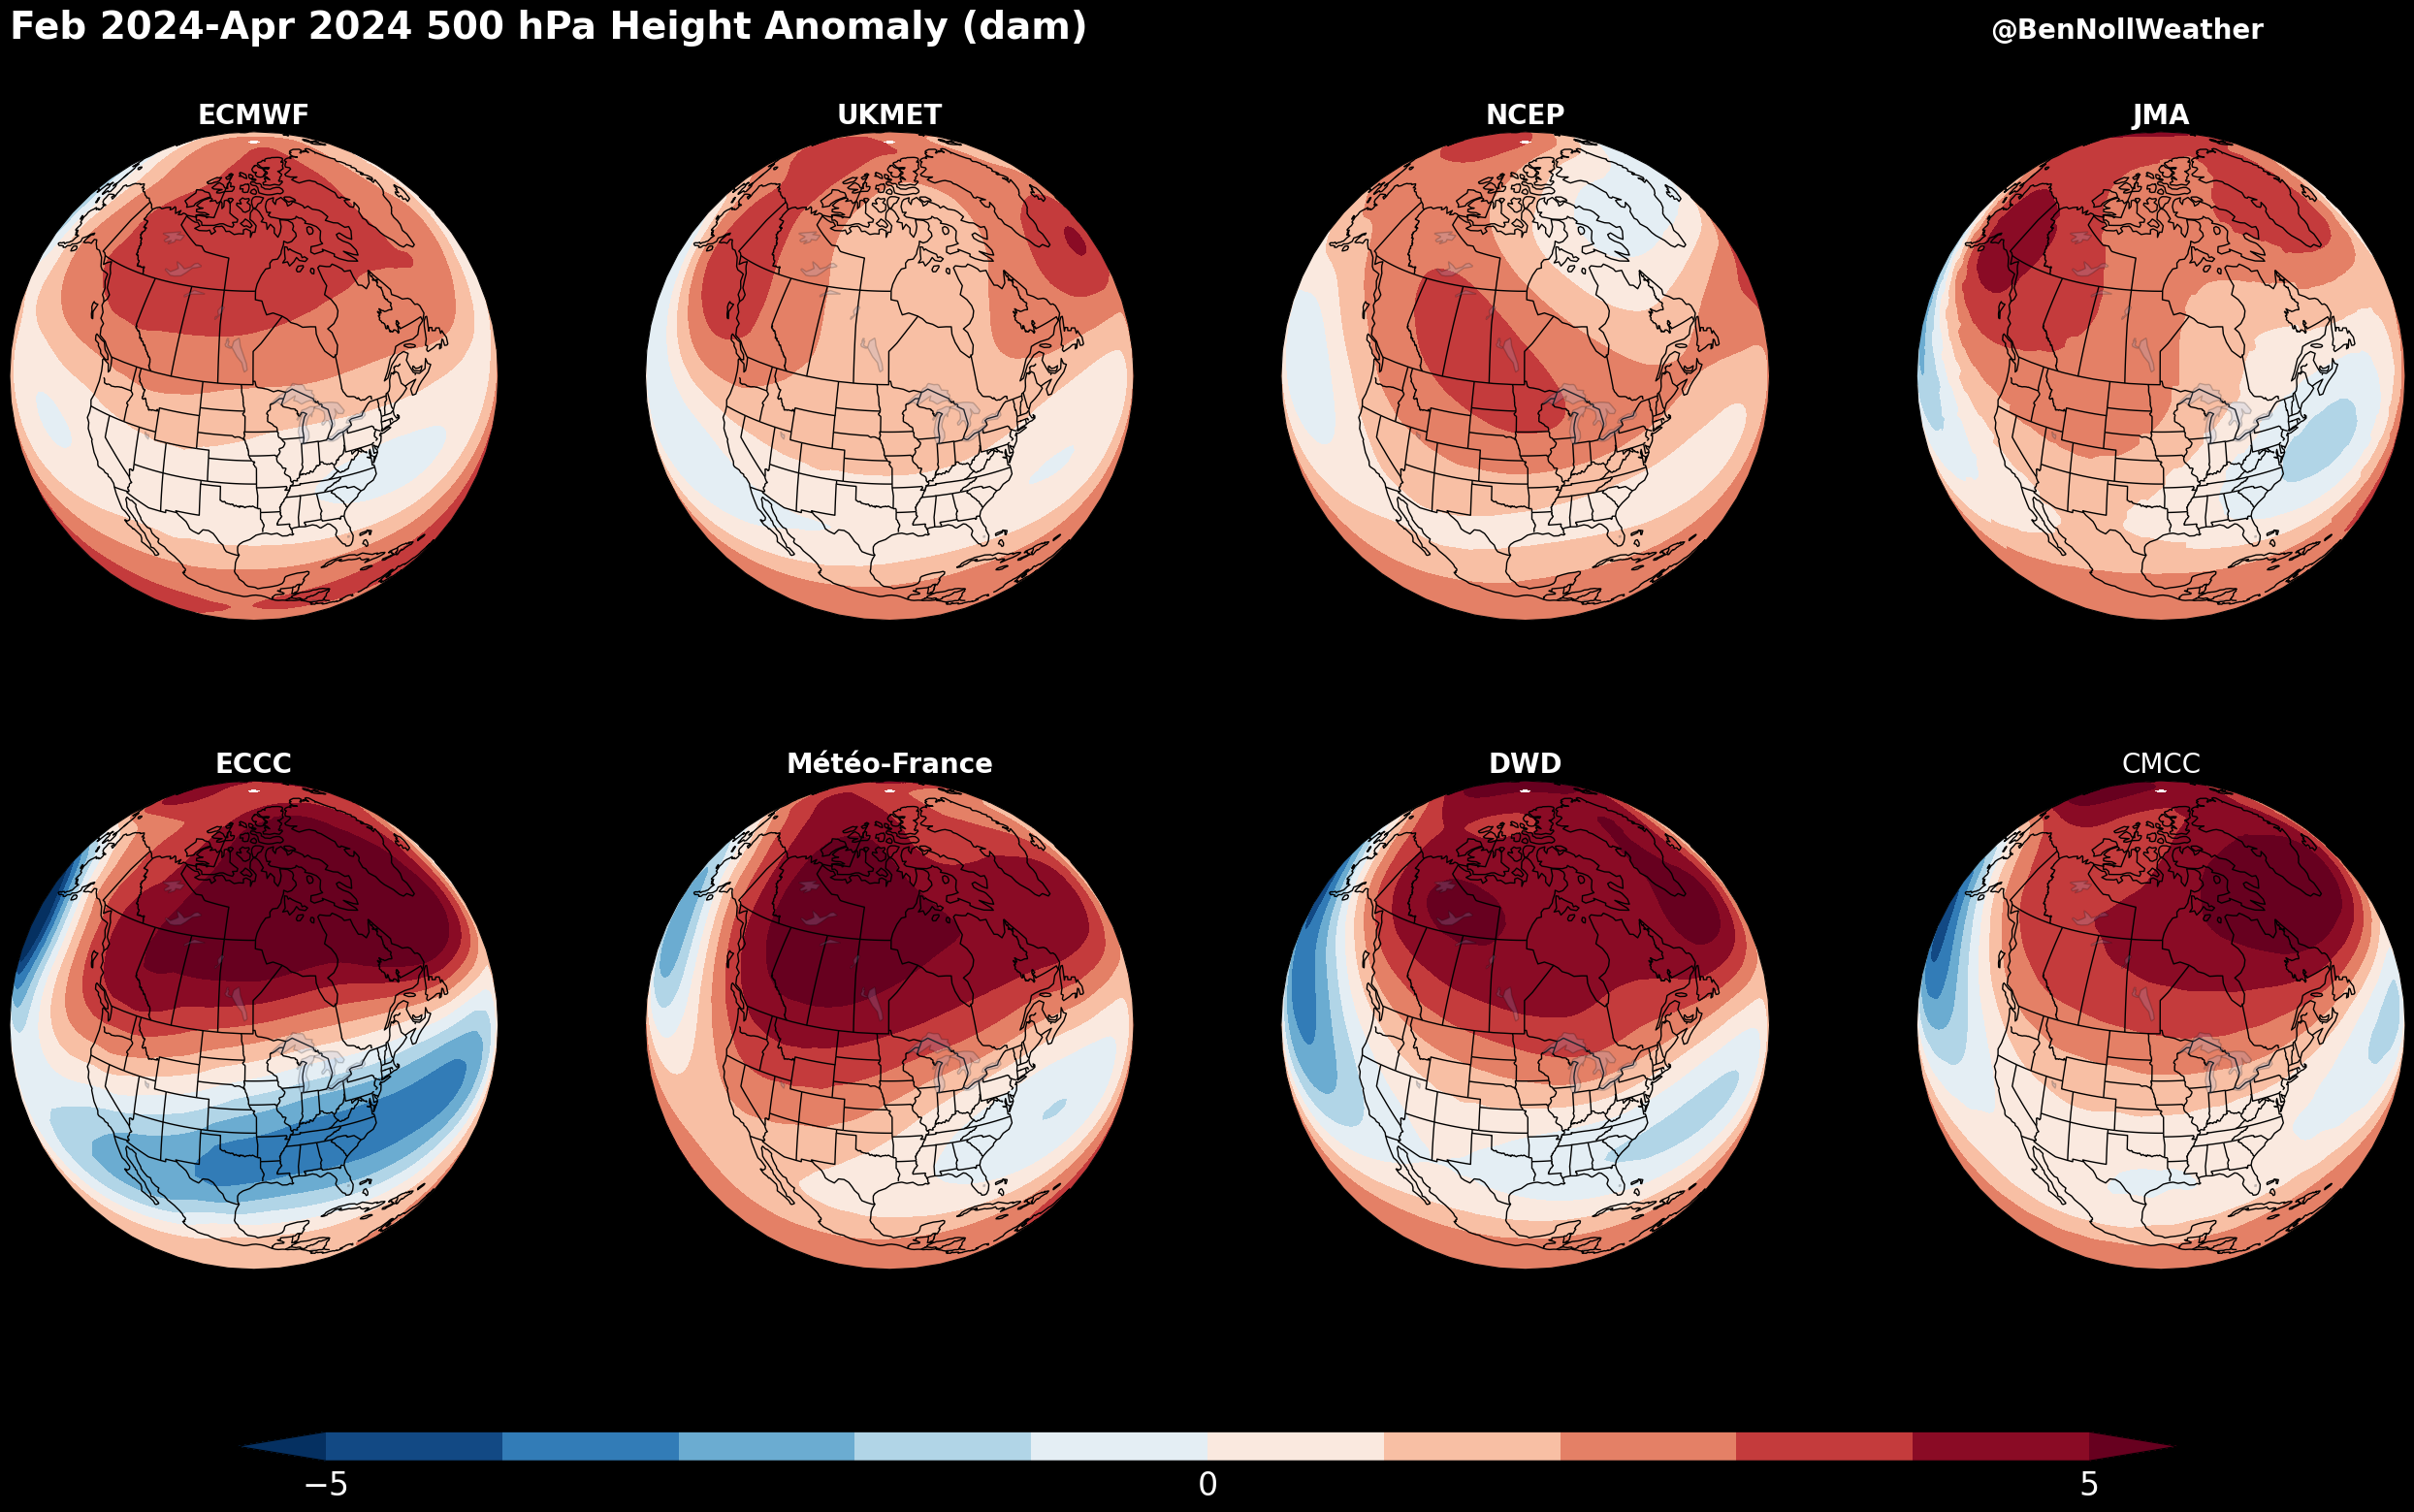 Feb 2024-Apr 2024 500 hPa Height Anomaly (dam)
@BenNollWeather
ECMWF
UKMET
NCEP
JMA
ECCC
Météo-France
DWD
CMCC
−5
0
5